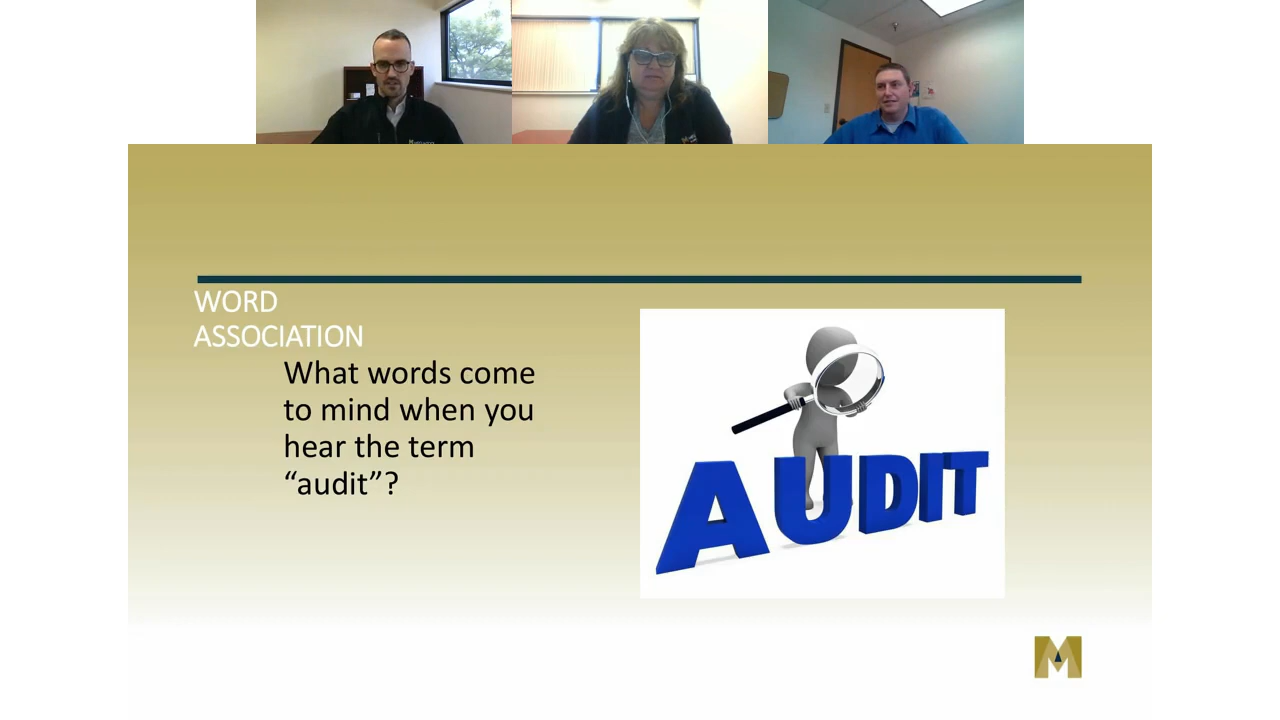 WORD
ASSOCIATION
What words come
to mind when you
hear the term
“audit”?
AUDIT
M